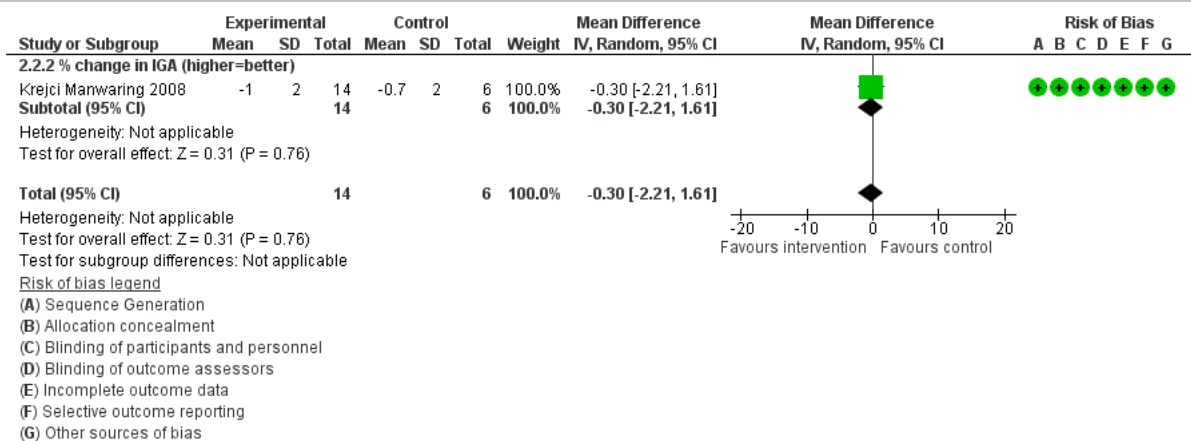 Experimental Control Mean Difference Mean Difference Risk of Bias
Study or Subgroup Mean SD Total Mean SD Total Weight IV, Random, 95% CI IV, Random, 95% CI A B C D E F G
2.2.2 % change in IGA (higher=better)
Krejci Manwaring 2008 -1 2 14 -0.7 2 6 100.0% -0.30 [-2.21, 1.61] + + + + + + +
Subtotal (95% CI) 14 6 100.0% -0.30 [-2.21, 1.61]
Heterogeneity: Not applicable
Test for overall effect: Z = 0.31 (P = 0.76)
Total (95% CI) 14 6 100.0% -0.30 [-2.21, 1.61]
Heterogeneity: Not applicable
Test for overall effect: Z = 0.31 (P = 0.76)
Test for subgroup differences: Not applicable
-20 -10 0 10 20
Favours intervention Favours control
Risk of bias legend
(A) Sequence Generation
(B) Allocation concealment
(C) Blinding of participants and personnel
(D) Blinding of outcome assessors
(E) Incomplete outcome data
(F) Selective outcome reporting
(G) Other sources of bias